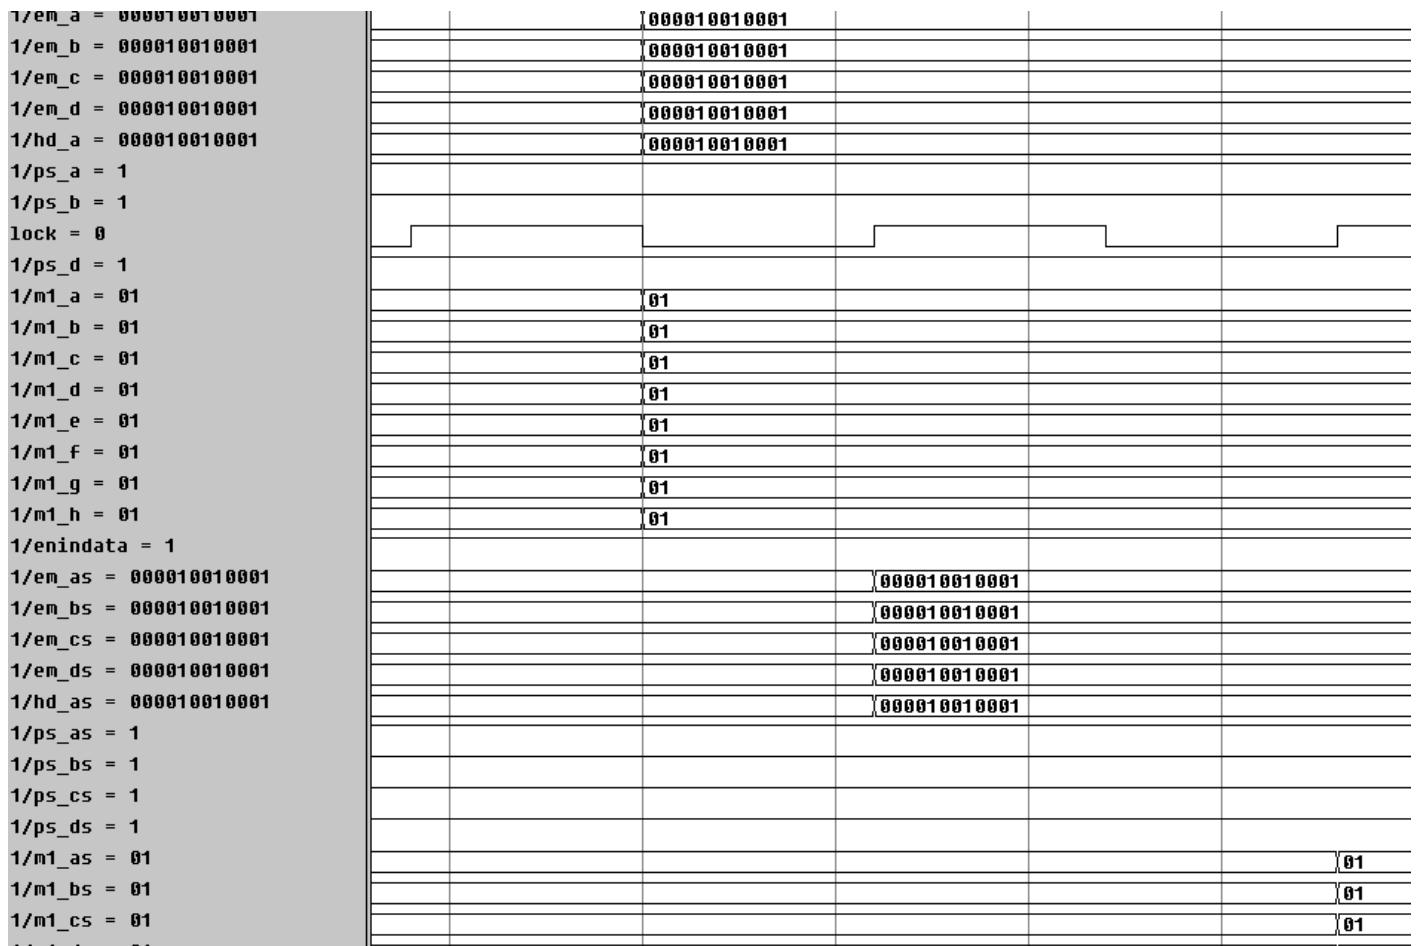 1/em_a = 000010010001 000010010001
1/em_b = 000010010001 000010010001
1/em_c = 000010010001 000010010001
1/em_d = 000010010001 000010010001
1/hd_a = 000010010001 000010010001
1/ps_a = 1
1/ps_b = 1
lock = 0
1/ps_d = 1
1/m1_a = 01 01
1/m1_b = 01 01
1/m1_c = 01 01
1/m1_d = 01 01
1/m1_e = 01 01
1/m1_f = 01 01
1/m1_g = 01 01
1/m1_h = 01 01
1/enindata = 1
1/em_as = 000010010001 000010010001
1/em_bs = 000010010001 000010010001
1/em_cs = 000010010001 000010010001
1/em_ds = 000010010001 000010010001
1/hd_as = 000010010001 000010010001
1/ps_as = 1
1/ps_bs = 1
1/ps_cs = 1
1/ps_ds = 1
1/m1_as = 01 01
1/m1_bs = 01 01
1/m1_cs = 01 01